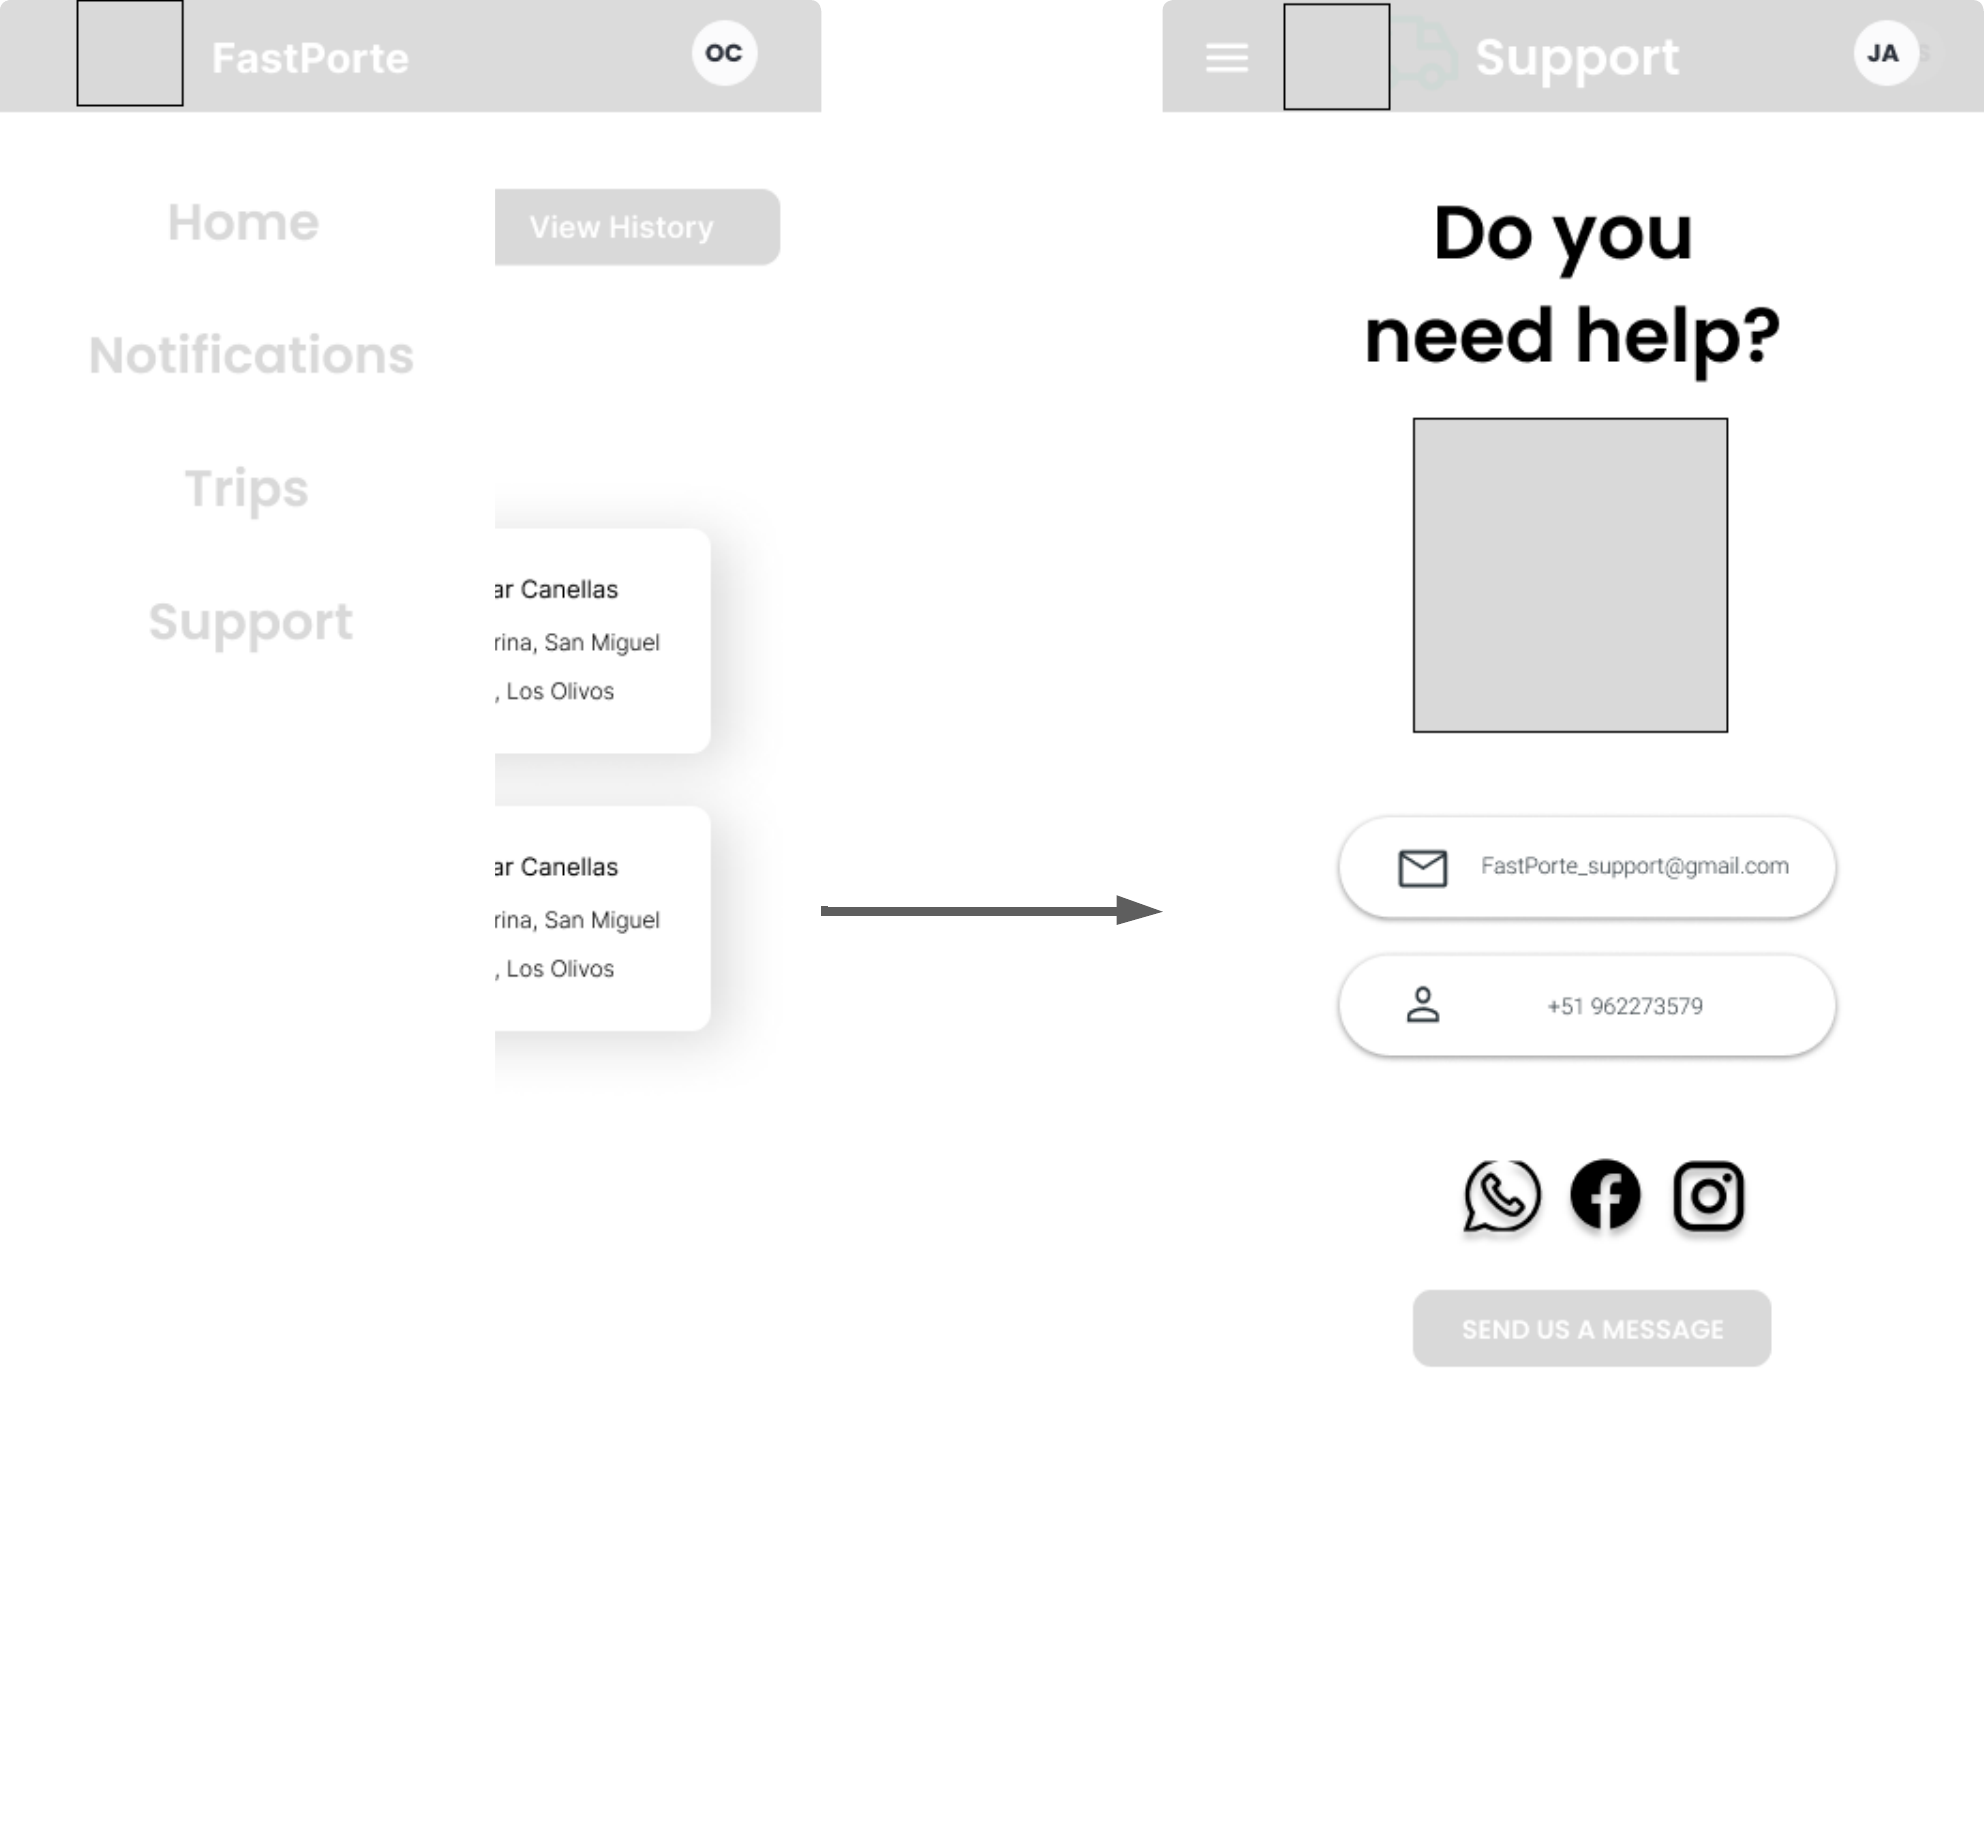 FastPorte
OC
Home
Notifications
Trips
Support
View History
ar Canellas
rina, San Miguel
, Los Olivos
ar Canellas
rina, San Miguel
, Los Olivos
Support
JA
S
Do you
need help?
FastPorte_support@gmail.com
+51 962273579
SEND US A MESSAGE